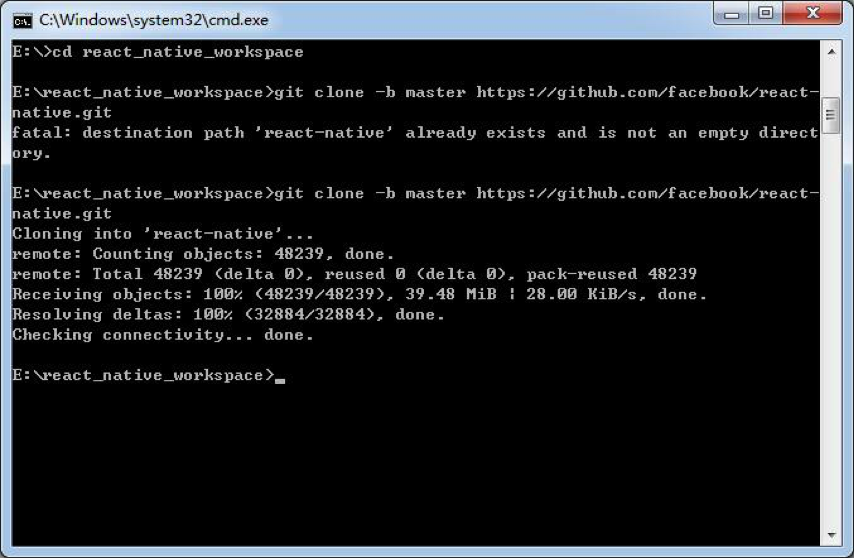 C:\Windows\system32\cmd.exe
E:\>cd react_native_workspace
E:\react_native_workspace>git clone -b master https://github.com/facebook/react-
native.git
fatal: destination path 'react-native' already exists and is not an empty direct
ory.
E:\react_native_workspace>git clone -b master https://github.com/facebook/react-
native.git
Cloning into 'react-native'...
remote: Counting objects: 48239, done.
remote: Total 48239 (delta 0), reused 0 (delta 0), pack-reused 48239
Receiving objects: 100% (48239/48239), 39.48 MiB | 28.00 KiB/s, done.
Resolving deltas: 100% (32884/32884), done.
Checking connectivity... done.
E:\react_native_workspace>